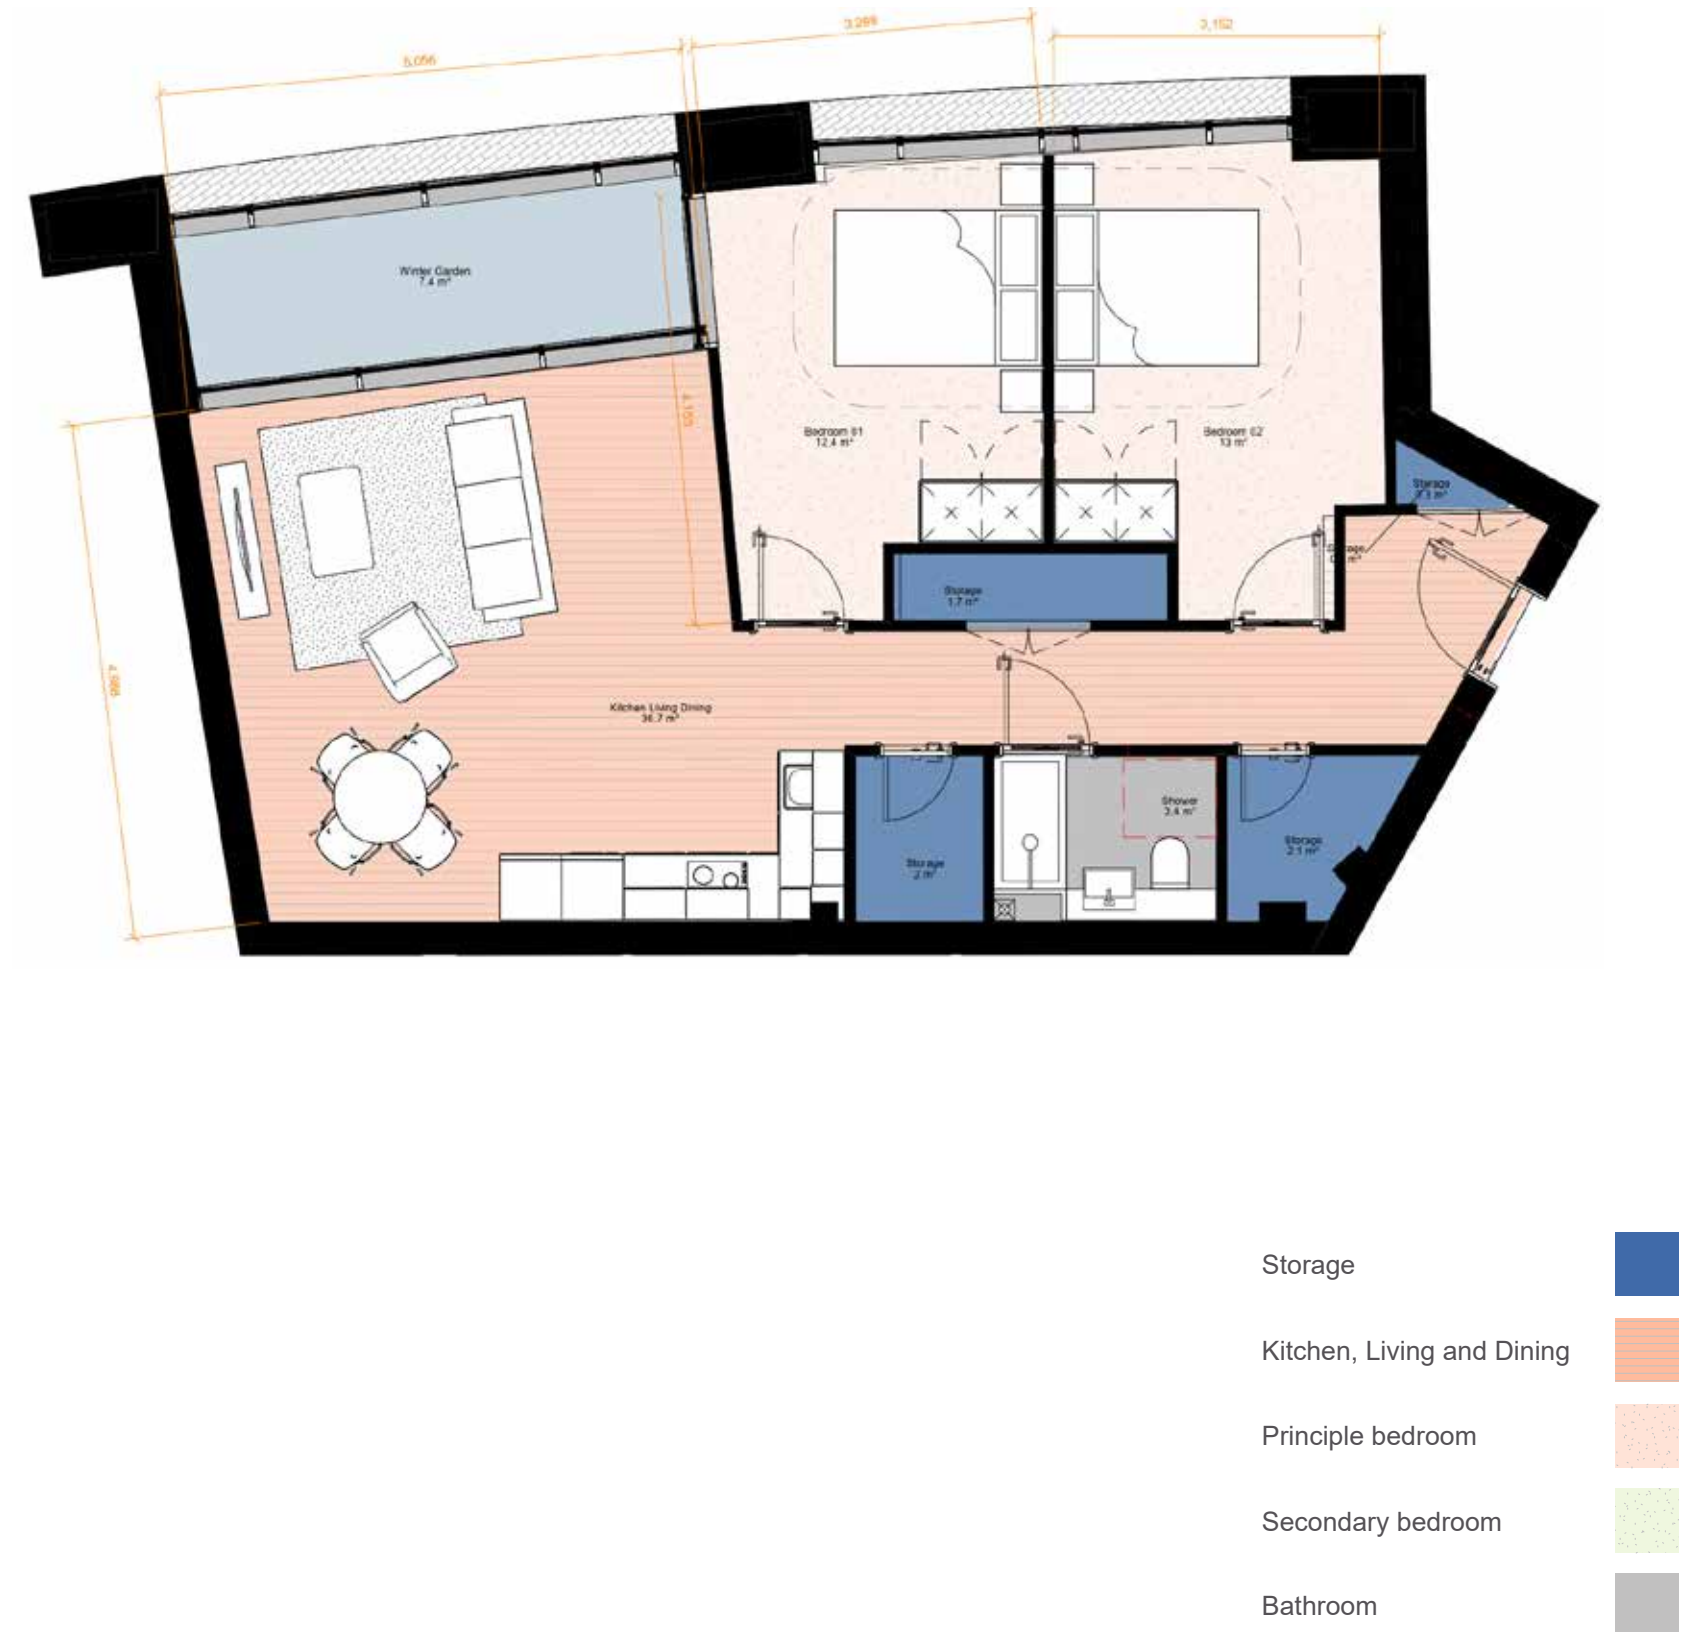 5,056
3,152
Winter Garden
7.4 m²
Bedroom 01
12.4 m²
Bedroom 02
13 m²
Storage
Storage
1.7 m²
Kitchen Living Dining
36.7 m²
Shower
3.4 m²
Storage
2.1 m²
Storage
2 m²
Storage
Kitchen, Living and Dining
Principle bedroom
Secondary bedroom
Bathroom